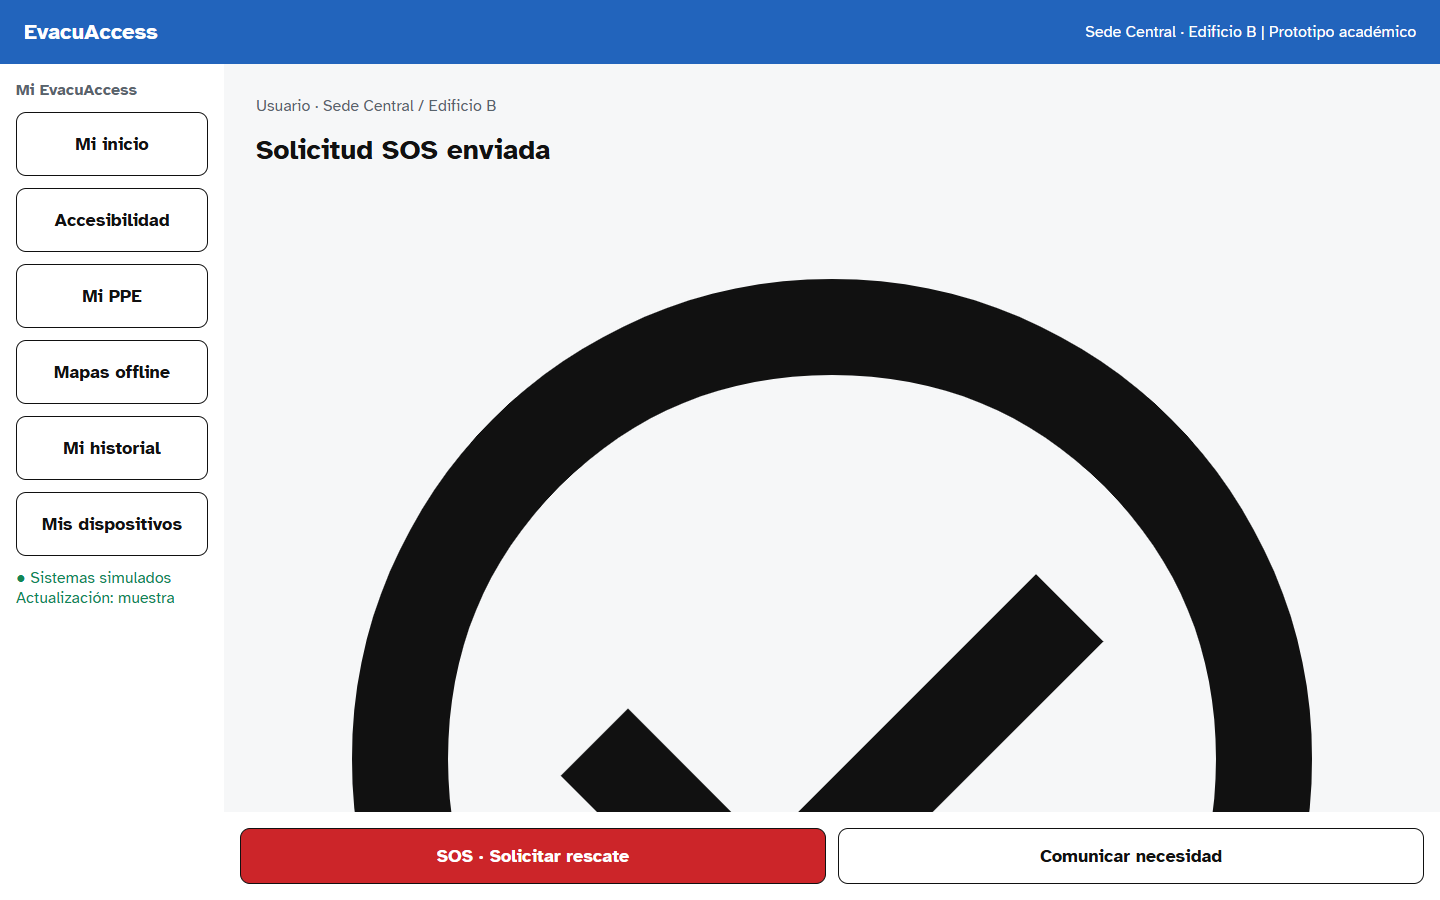 EvacuAccess
Sede Central · Edificio B | Prototipo académico
Mi EvacuAccess
Mi inicio
Accesibilidad
Mi PPE
Mapas offline
Mi historial
Mis dispositivos
● Sistemas simulados
Actualización: muestra
Usuario · Sede Central / Edificio B
Solicitud SOS enviada
SOS · Solicitar rescate
Comunicar necesidad